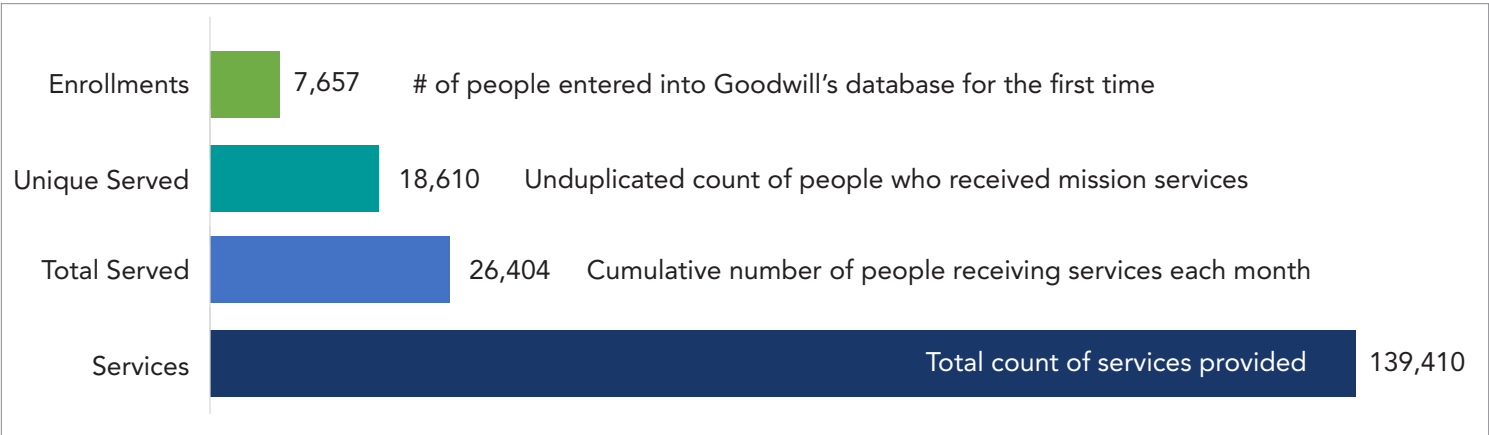 Enrollments 7,657 # of people entered into Goodwill’s database for the first time
Unique Served 18,610 Unduplicated count of people who received mission services
Total Served 26,404 Cumulative number of people receiving services each month
Services Total count of services provided 139,410